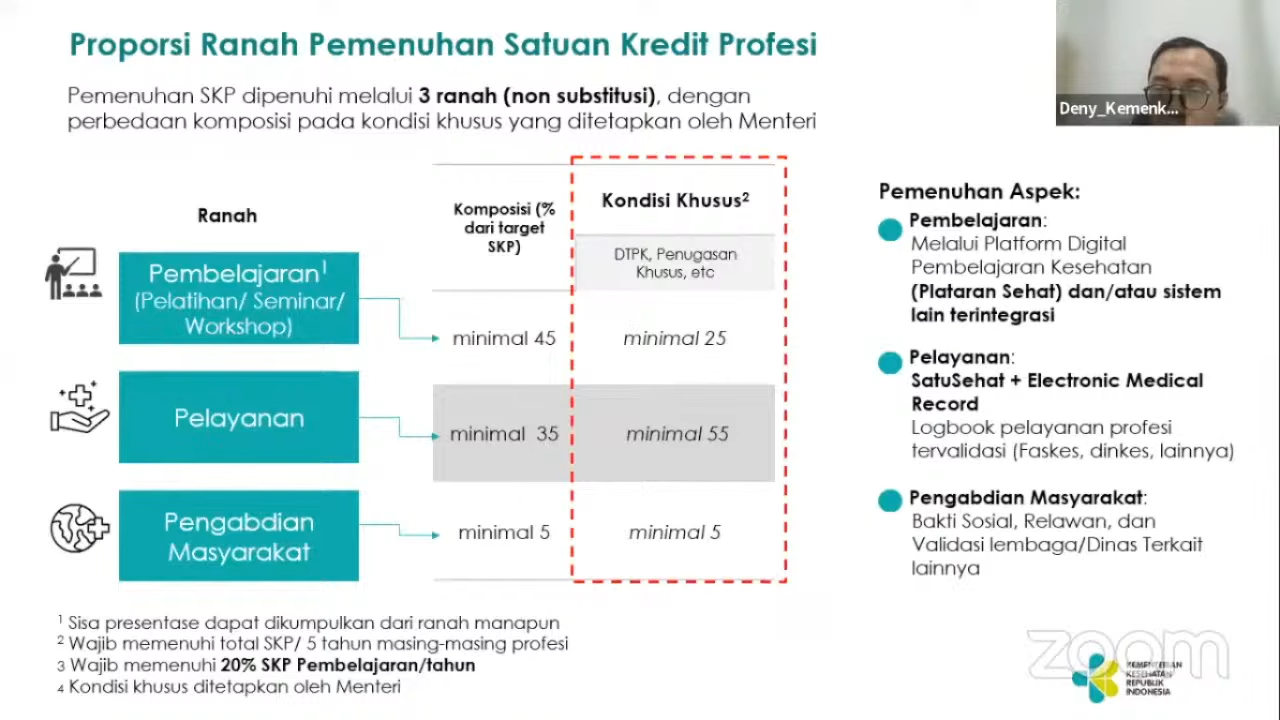 Proporsi Ranah Pemenuhan Satuan Kredit Profesi
Deny_Kemenk...
Pemenuhan SKP dipenuhi melalui 3 ranah (non substitusi), dengan
perbedaan komposisi pada kondisi khusus yang ditetapkan oleh Menteri
Ranah
Komposisi (%
dari target
SKP)
Kondisi Khusus²
DTPK, Penugasan
Khusus, etc
Pembelajaran¹
(Pelatihan/ Seminar/
Workshop)
minimal 45
minimal 25
Pelayanan
minimal 35
minimal 55
Pengabdian
Masyarakat
minimal 5
minimal 5
Pemenuhan Aspek:
Pembelajaran:
Melalui Platform Digital
Pembelajaran Kesehatan
(Plataran Sehat) dan/atau sistem
lain terintegrasi
Pelayanan:
SatuSehat + Electronic Medical
Record
Logbook pelayanan profesi
tervalidasi (Faskes, dinkes, lainnya)
Pengabdian Masyarakat:
Bakti Sosial, Relawan, dan
Validasi lembaga/Dinas Terkait
lainnya
¹ Sisa presentase dapat dikumpulkan dari ranah manapun
² Wajib memenuhi total SKP/ 5 tahun masing-masing profesi
3 Wajib memenuhi 20% SKP Pembelajaran/tahun
4 Kondisi khusus ditetapkan oleh Menteri
zoom
KEMENTERIAN
KESEHATAN
REPUBLIK
INDONESIA